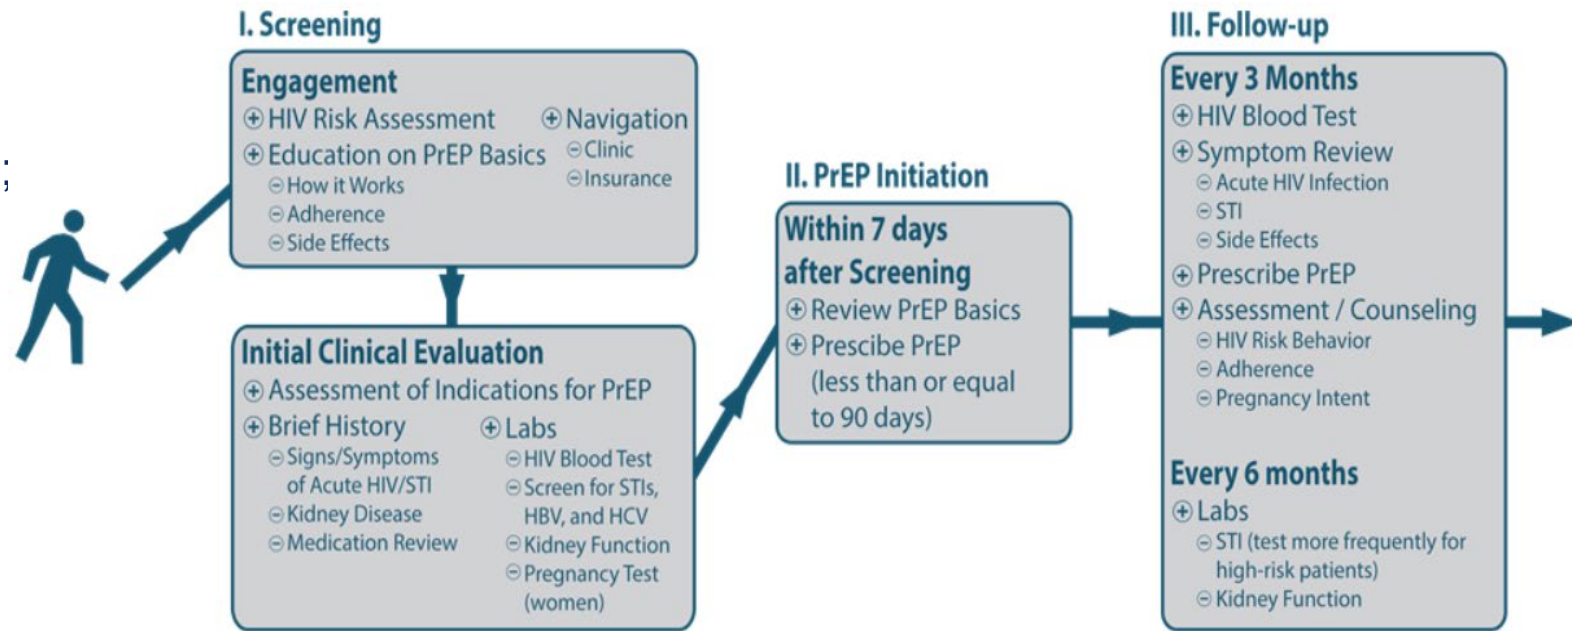 ;
I. Screening
Engagement
HIV Risk Assessment
Education on PrEP Basics
How it Works
Adherence
Side Effects
Navigation
Clinic
Insurance
Initial Clinical Evaluation
Assessment of Indications for PrEP
Brief History
Signs/Symptoms
of Acute HIV/STI
Kidney Disease
Medication Review
Labs
HIV Blood Test
Screen for STIs,
HBV, and HCV
Kidney Function
Pregnancy Test
(women)
II. PrEP Initiation
Within 7 days
after Screening
Review PrEP Basics
Prescibe PrEP
(less than or equal
to 90 days)
III. Follow-up
Every 3 Months
HIV Blood Test
Symptom Review
Acute HIV Infection
STI
Side Effects
Prescribe PrEP
Assessment / Counseling
HIV Risk Behavior
Adherence
Pregnancy Intent
Every 6 months
Labs
STI (test more frequently for
high-risk patients)
Kidney Function